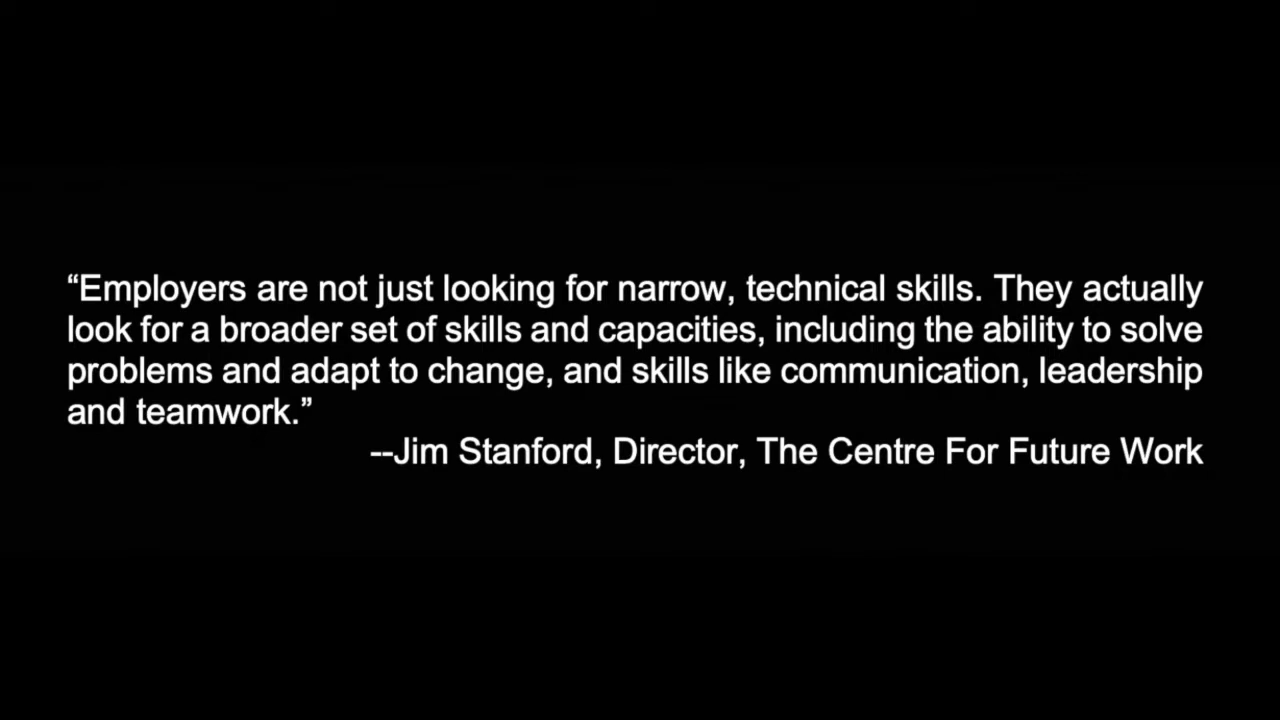 “Employers are not just looking for narrow, technical skills. They actually
look for a broader set of skills and capacities, including the ability to solve
problems and adapt to change, and skills like communication, leadership
and teamwork.”
--Jim Stanford, Director, The Centre For Future Work